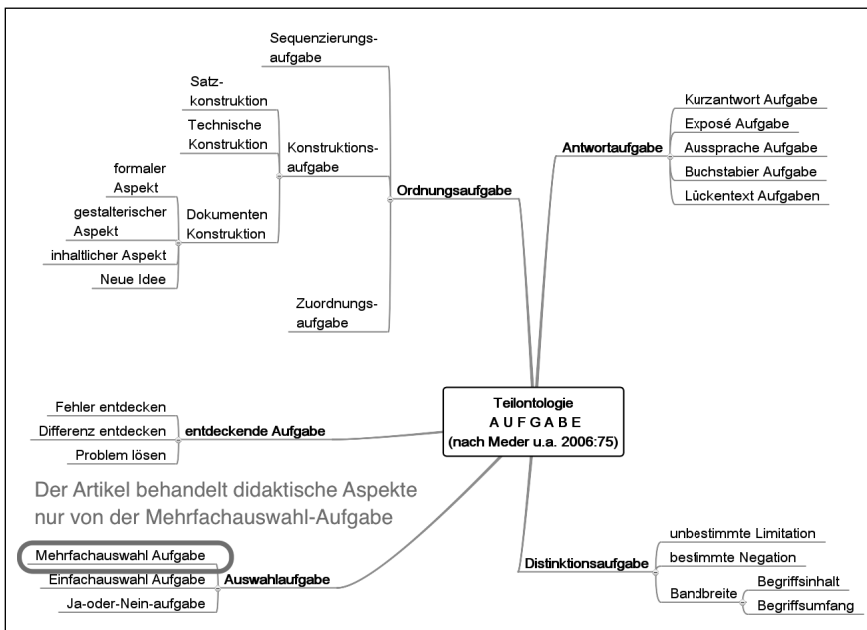 Sequenzierungs-
aufgabe
Satz-
konstruktion
Technische
Konstruktion
Konstruktions-
aufgabe
formaler
Aspekt
gestalterischer
Aspekt
inhaltlicher Aspekt
Neue Idee
Dokumenten
Konstruktion
Ordnungsaufgabe
Zuordnungs-
aufgabe
Kurzantwort Aufgabe
Exposé Aufgabe
Antwortaufgabe
Aussprache Aufgabe
Buchstabier Aufgabe
Lückentext Aufgaben
Teilontologie
A U F G A B E
(nach Meder u.a. 2006:75)
Fehler entdecken
Differenz entdecken
entdeckende Aufgabe
Problem lösen
Der Artikel behandelt didaktische Aspekte
nur von der Mehrfachauswahl-Aufgabe
Mehrfachauswahl Aufgabe
Einfachauswahl Aufgabe
Auswahlaufgabe
Ja-oder-Nein-aufgabe
unbestimmte Limitation
bestimmte Negation
Distinktionsaufgabe
Bandbreite
Begriffsinhalt
Begriffsumfang